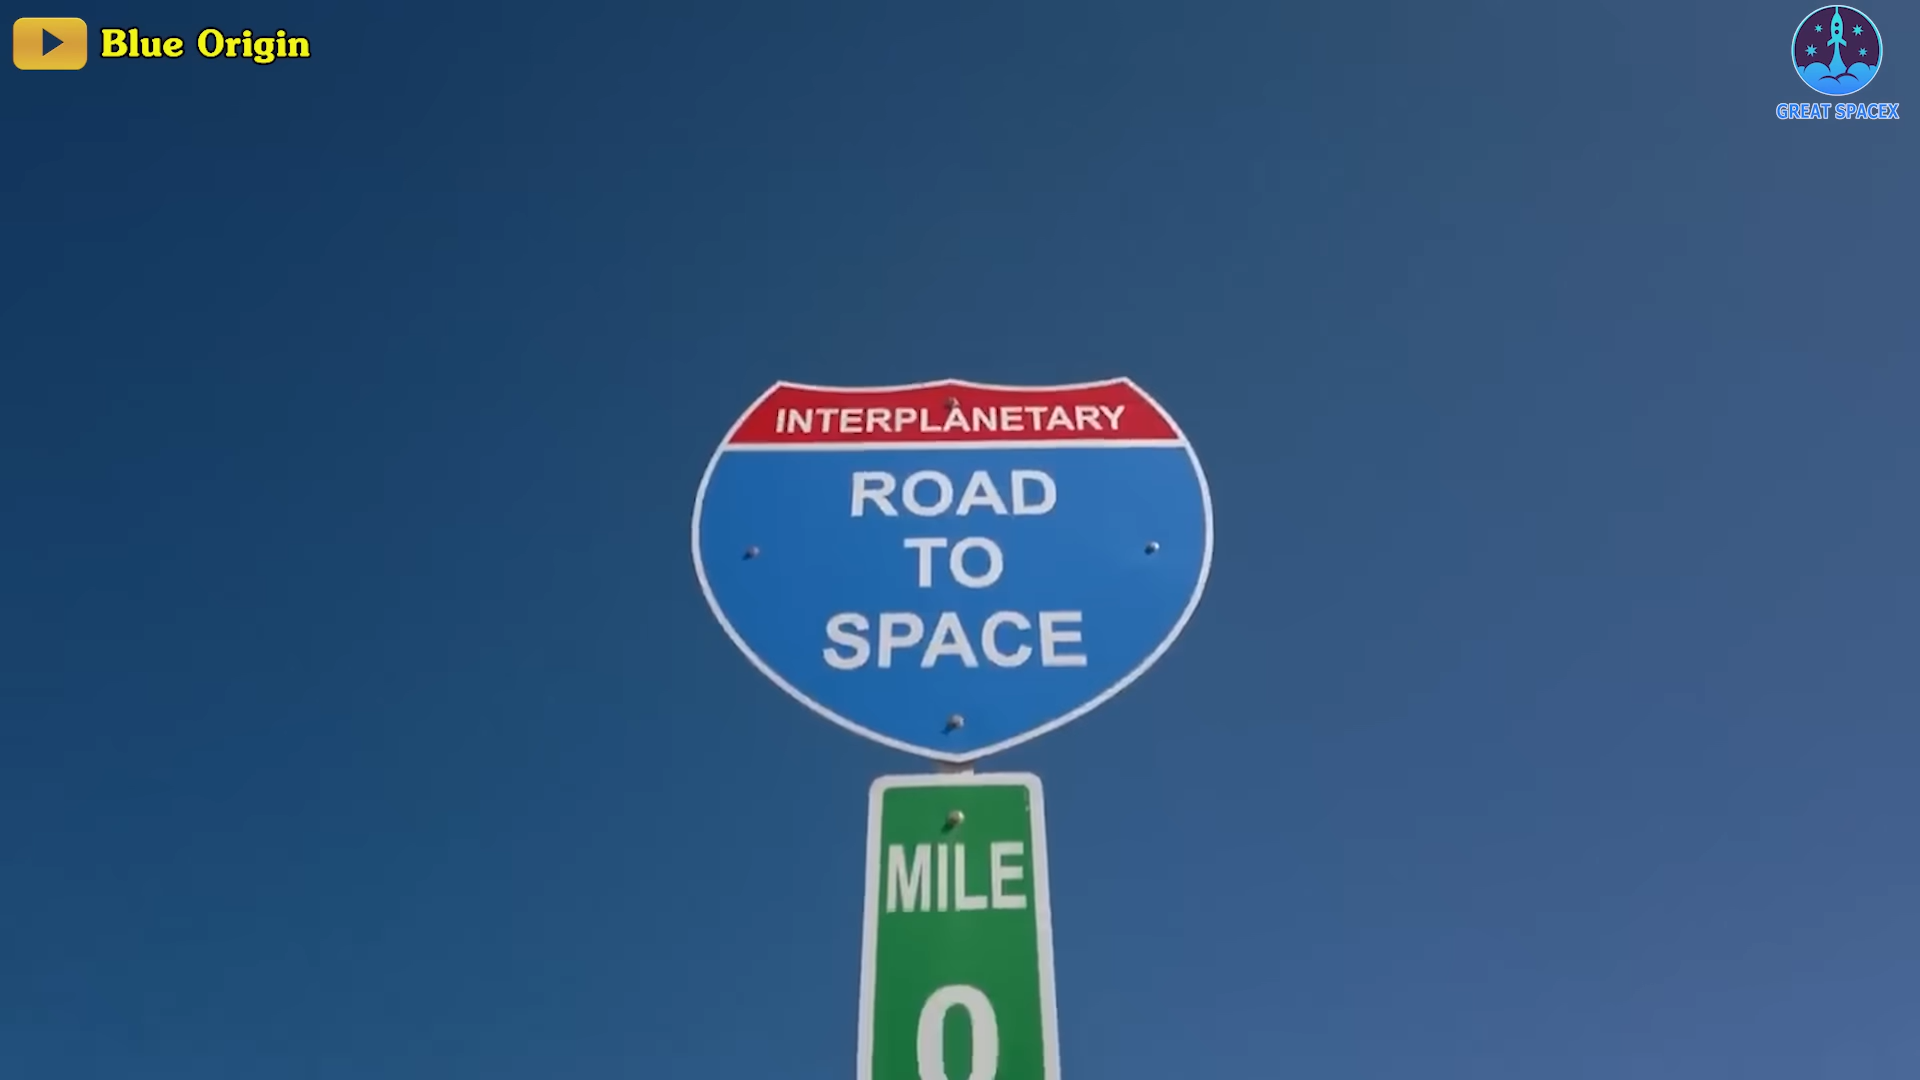 Blue Origin
GREAT SPACEX
INTERPLANETARY
ROAD
TO
SPACE
MILE
0